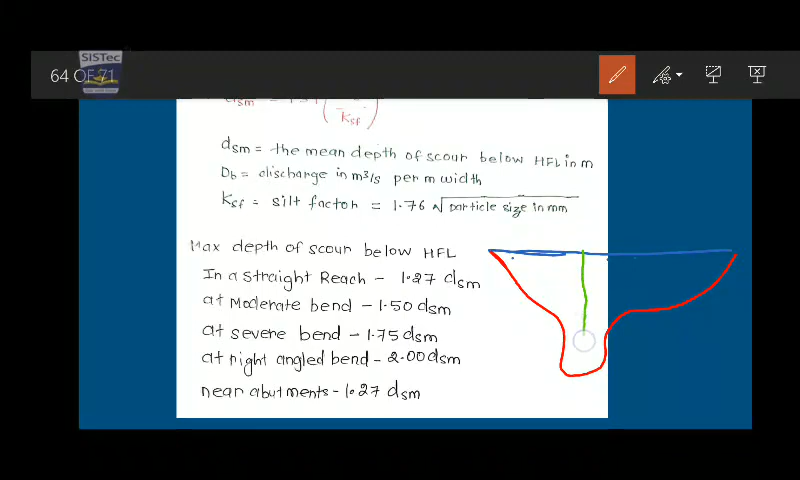 SISTec
64 OF 71
Ksf
dsm = the mean depth of scour below HFL in m
Db = discharge in m3/s per m width
Ksf = silt factor = 1.76 √particle size in mm
Max depth of scour below HFL
In a straight Reach - 1.27 dsm
at Moderate bend - 1.50 dsm
at severe bend - 1.75 dsm
at right angled bend - 2.00 dsm
near abutments - 1.27 dsm